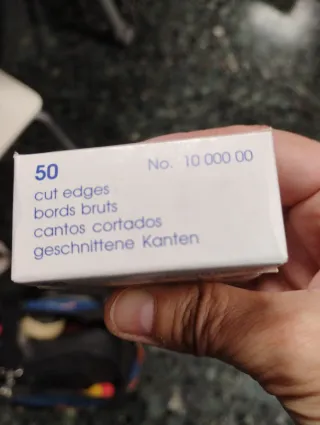 50
No. 10 000 00
cut edges
bords bruts
cantos cortados
geschnittene Kanten